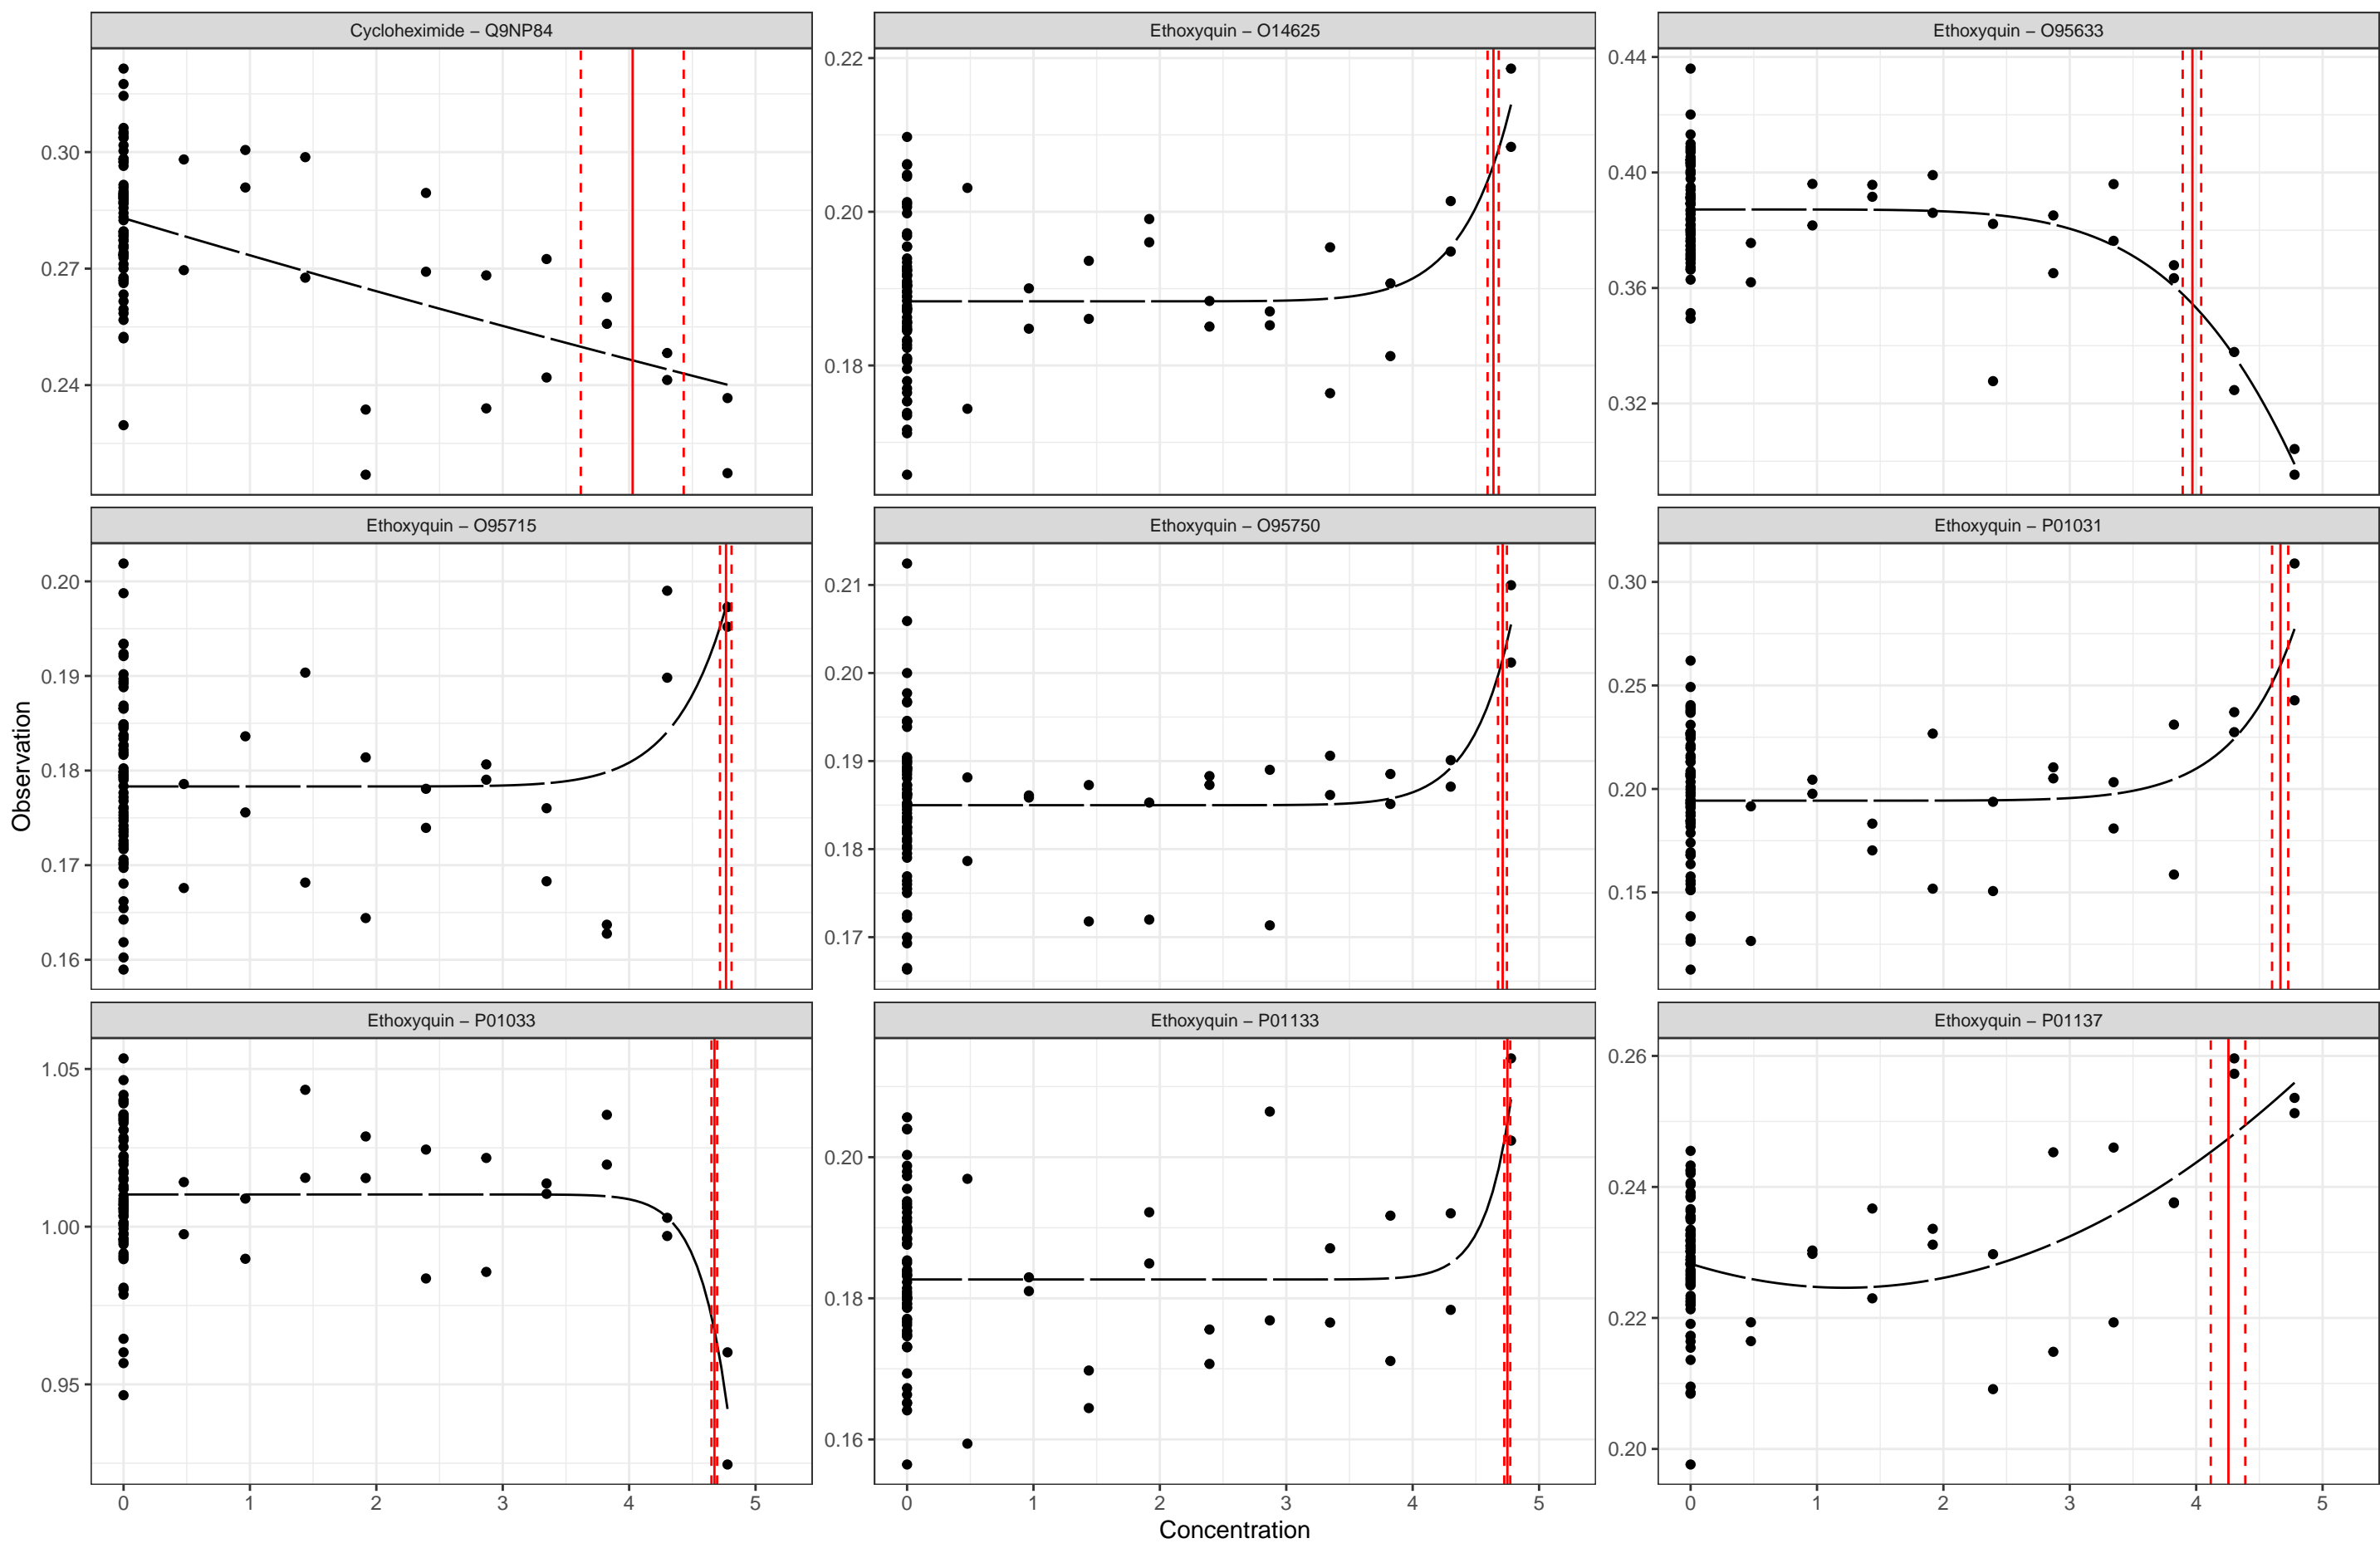 Cycloheximide – Q9NP84
Ethoxyquin – O14625
Ethoxyquin – O95633
0.30
0.27
0.24
0.22
0.20
0.18
0.44
0.40
0.36
0.32
Ethoxyquin – O95715
Ethoxyquin – O95750
Ethoxyquin – P01031
0.20
0.19
0.18
0.17
0.16
0.21
0.20
0.19
0.18
0.17
0.30
0.25
0.20
0.15
Observation
Ethoxyquin – P01033
Ethoxyquin – P01133
Ethoxyquin – P01137
1.05
1.00
0.95
0.20
0.18
0.16
0.26
0.24
0.22
0.20
0 1 2 3 4 5
0 1 2 3 4 5
0 1 2 3 4 5
Concentration